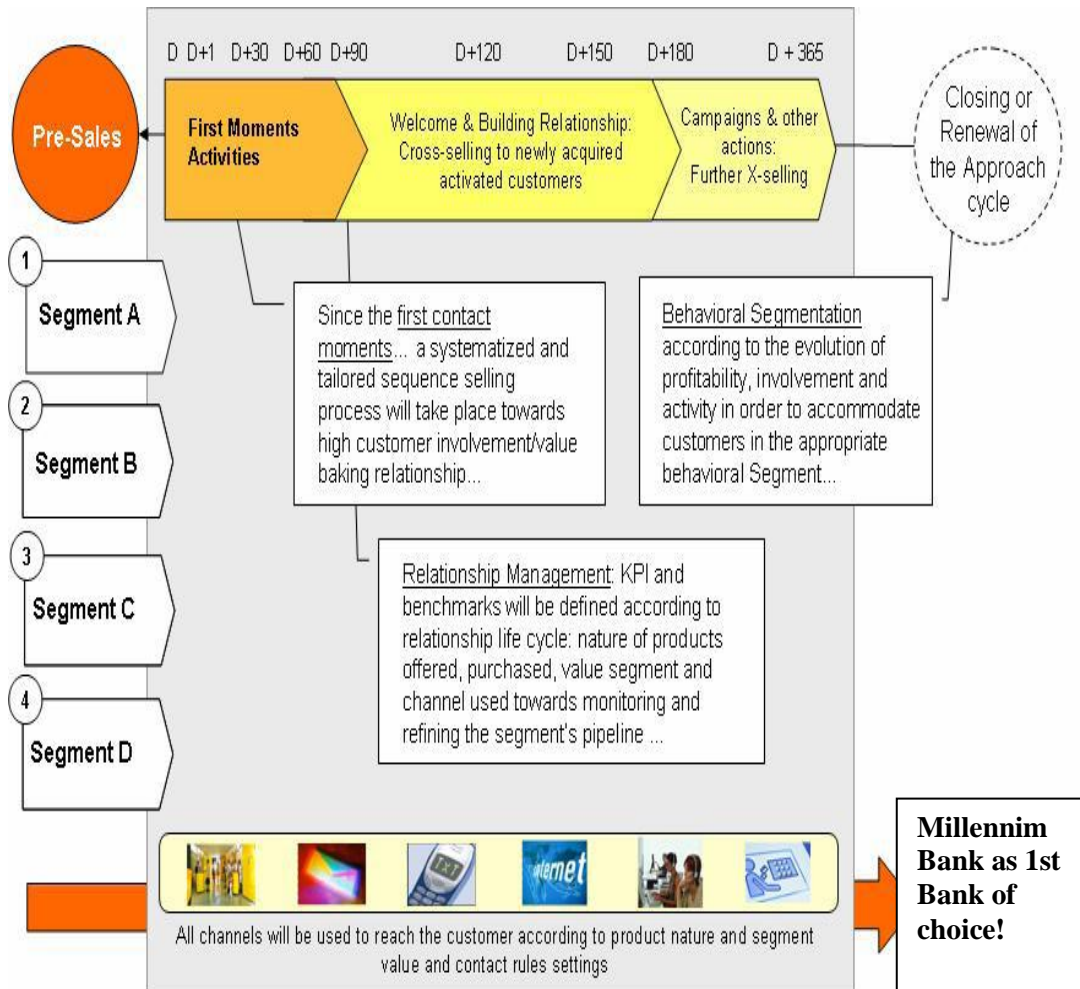 D D+1 D+30 D+60 D+90 D+120 D+150 D+180 D + 365
Pre-Sales
First Moments
Activities
Welcome & Building Relationship:
Cross-selling to newly acquired
activated customers
Campaigns & other
actions:
Further X-selling
Closing or
Renewal of
the Approach
cycle
1
Segment A
2
Segment B
3
Segment C
4
Segment D
Since the first contact
moments... a systematized and
tailored sequence selling
process will take place towards
high customer involvement/value
baking relationship...
Behavioral Segmentation
according to the evolution of
profitability, involvement and
activity in order to accommodate
customers in the appropriate
behavioral Segment...
Relationship Management: KPI and
benchmarks will be defined according to
relationship life cycle: nature of products
offered, purchased, value segment and
channel used towards monitoring and
refining the segment's pipeline ...
TxT
internet
All channels will be used to reach the customer according to product nature and segment
value and contact rules settings
Millennim
Bank as 1st
Bank of
choice!